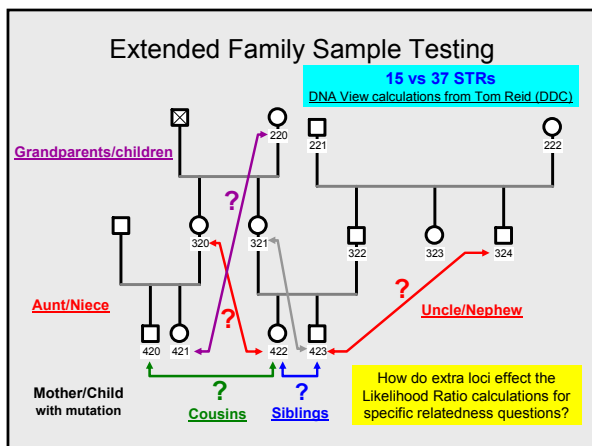 Extended Family Sample Testing
15 vs 37 STRs
DNA View calculations from Tom Reid (DDC)
220
221
222
Grandparents/children
?
320
321
322
323
324
Aunt/Niece
?
?
Uncle/Nephew
420
421
422
423
Mother/Child
with mutation
?
Cousins
?
Siblings
How do extra loci effect the
Likelihood Ratio calculations for
specific relatedness questions?